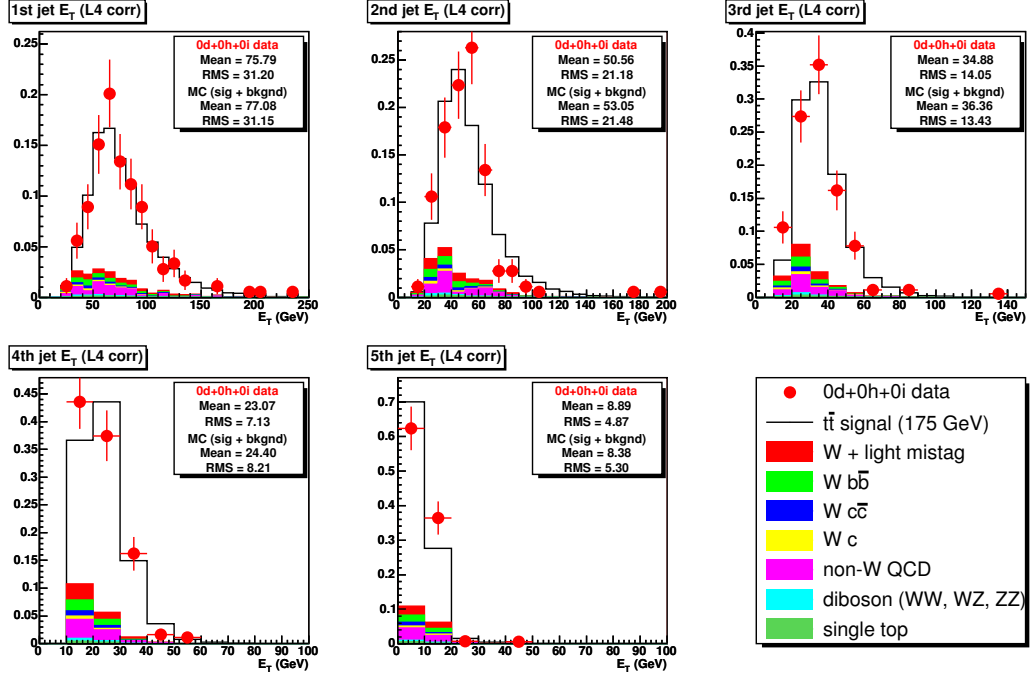 1st jet E_T (L4 corr)
0d+0h+0i data
Mean = 75.79
RMS = 31.20
MC (sig + bkgnd)
Mean = 77.08
RMS = 31.15
0.25
0.2
0.15
0.1
0.05
0
0 50 100 150 200 250
E_T (GeV)
2nd jet E_T (L4 corr)
0d+0h+0i data
Mean = 50.56
RMS = 21.18
MC (sig + bkgnd)
Mean = 53.05
RMS = 21.48
0.25
0.2
0.15
0.1
0.05
0
0 20 40 60 80 100 120 140 160 180 200
E_T (GeV)
3rd jet E_T (L4 corr)
0d+0h+0i data
Mean = 34.88
RMS = 14.05
MC (sig + bkgnd)
Mean = 36.36
RMS = 13.43
0.4
0.35
0.3
0.25
0.2
0.15
0.1
0.05
0
0 20 40 60 80 100 120 140
E_T (GeV)
4th jet E_T (L4 corr)
0d+0h+0i data
Mean = 23.07
RMS = 7.13
MC (sig + bkgnd)
Mean = 24.40
RMS = 8.21
0.45
0.4
0.35
0.3
0.25
0.2
0.15
0.1
0.05
0
0 10 20 30 40 50 60 70 80 90 100
E_T (GeV)
5th jet E_T (L4 corr)
0d+0h+0i data
Mean = 8.89
RMS = 4.87
MC (sig + bkgnd)
Mean = 8.38
RMS = 5.30
0.7
0.6
0.5
0.4
0.3
0.2
0.1
0
0 10 20 30 40 50 60 70 80 90 100
E_T (GeV)
0d+0h+0i data
tt̅ signal (175 GeV)
W + light mistag
W bb̅
W cc̅
W c
non-W QCD
diboson (WW, WZ, ZZ)
single top